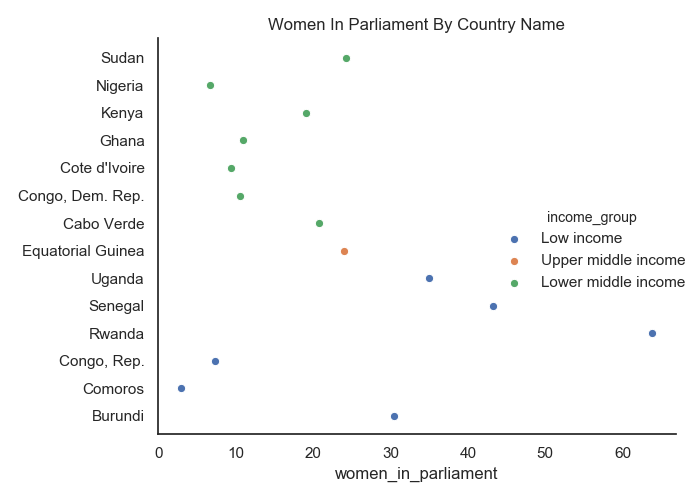 Women In Parliament By Country Name
Sudan
Nigeria
Kenya
Ghana
Cote d'Ivoire
Congo, Dem. Rep.
Cabo Verde
Equatorial Guinea
Uganda
Senegal
Rwanda
Congo, Rep.
Comoros
Burundi
income_group
Low income
Upper middle income
Lower middle income
0 10 20 30 40 50 60
women_in_parliament